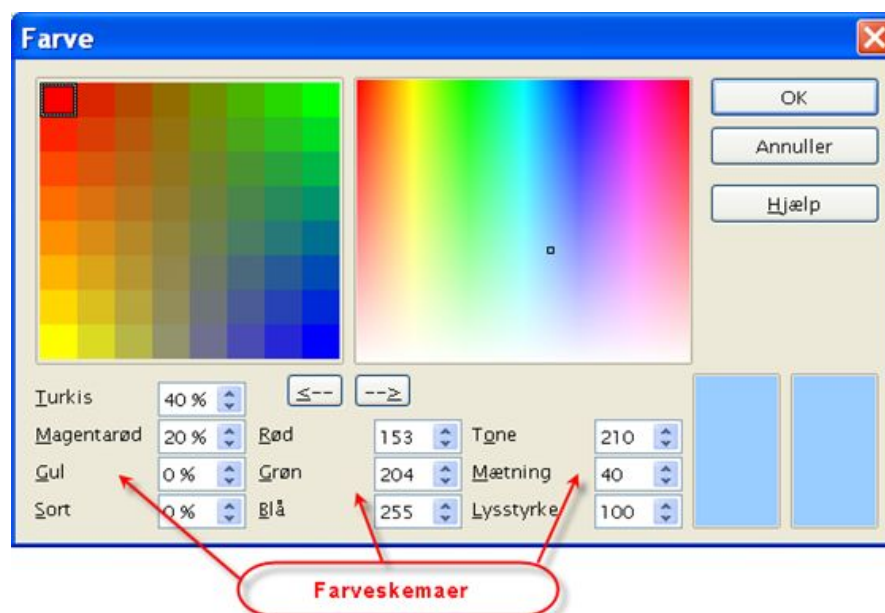 Farve
OK
Annuller
Hjælp
<-- -->
Turkis 40 %
Magentarød 20 % Rød 153 Tone 210
Gul 0 % Grøn 204 Mætning 40
Sort 0 % Blå 255 Lysstyrke 100
Farveskemaer